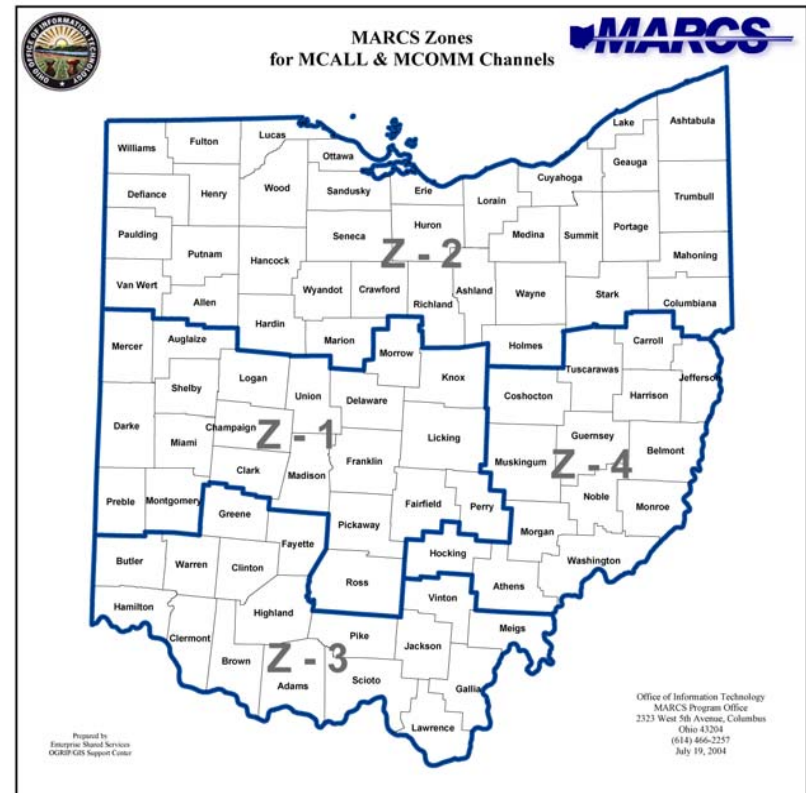 OHIO OFFICE OF INFORMATION TECHNOLOGY
MARCS Zones
for MCALL & MCOMM Channels
MARCS
Williams
Fulton
Lucas
Ottawa
Lake
Ashtabula
Geauga
Cuyahoga
Defiance
Henry
Wood
Sandusky
Erie
Lorain
Trumbull
Paulding
Putnam
Hancock
Seneca
Huron
Medina
Summit
Portage
Z - 2
Mahoning
Van Wert
Allen
Wyandot
Crawford
Richland
Ashland
Wayne
Stark
Columbiana
Hardin
Marion
Holmes
Mercer
Auglaize
Morrow
Carroll
Logan
Knox
Tuscarawas
Jefferson
Shelby
Union
Delaware
Coshocton
Harrison
Darke
Champaign
Z - 1
Licking
Guernsey
Miami
Franklin
Muskingum
Z - 4
Belmont
Clark
Madison
Preble
Montgomery
Fairfield
Perry
Noble
Monroe
Greene
Pickaway
Morgan
Fayette
Hocking
Washington
Butler
Warren
Clinton
Ross
Athens
Hamilton
Highland
Vinton
Clermont
Pike
Jackson
Meigs
Brown
Z - 3
Adams
Scioto
Gallia
Lawrence
Prepared by
Enterprise Shared Services
OGRIP/GIS Support Center
Office of Information Technology
MARCS Program Office
2323 West 5th Avenue, Columbus
Ohio 43204
(614) 466-2257
July 19, 2004